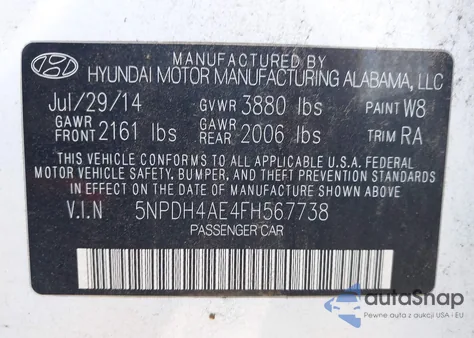 MANUFACTURED BY
HYUNDAI MOTOR MANUFACTURING ALABAMA, LLC
Jul/29/14 GVWR 3880 lbs PAINT W8
GAWR FRONT 2161 lbs GAWR REAR 2006 lbs TRIM RA
THIS VEHICLE CONFORMS TO ALL APPLICABLE U.S.A. FEDERAL
MOTOR VEHICLE SAFETY, BUMPER, AND THEFT PREVENTION STANDARDS
IN EFFECT ON THE DATE OF MANUFACTURE SHOWN ABOVE
V.I.N 5NPDH4AE4FH567738
PASSENGER CAR
autoSnap
Pewne auta z aukcji USA i EU